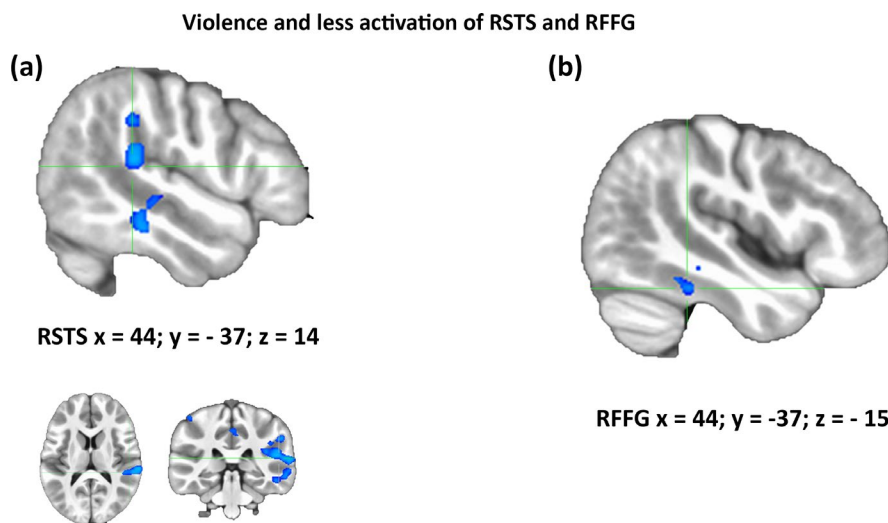 Violence and less activation of RSTS and RFFG
(a)
(b)
RSTS x = 44; y = - 37; z = 14
RFFG x = 44; y = -37; z = - 15